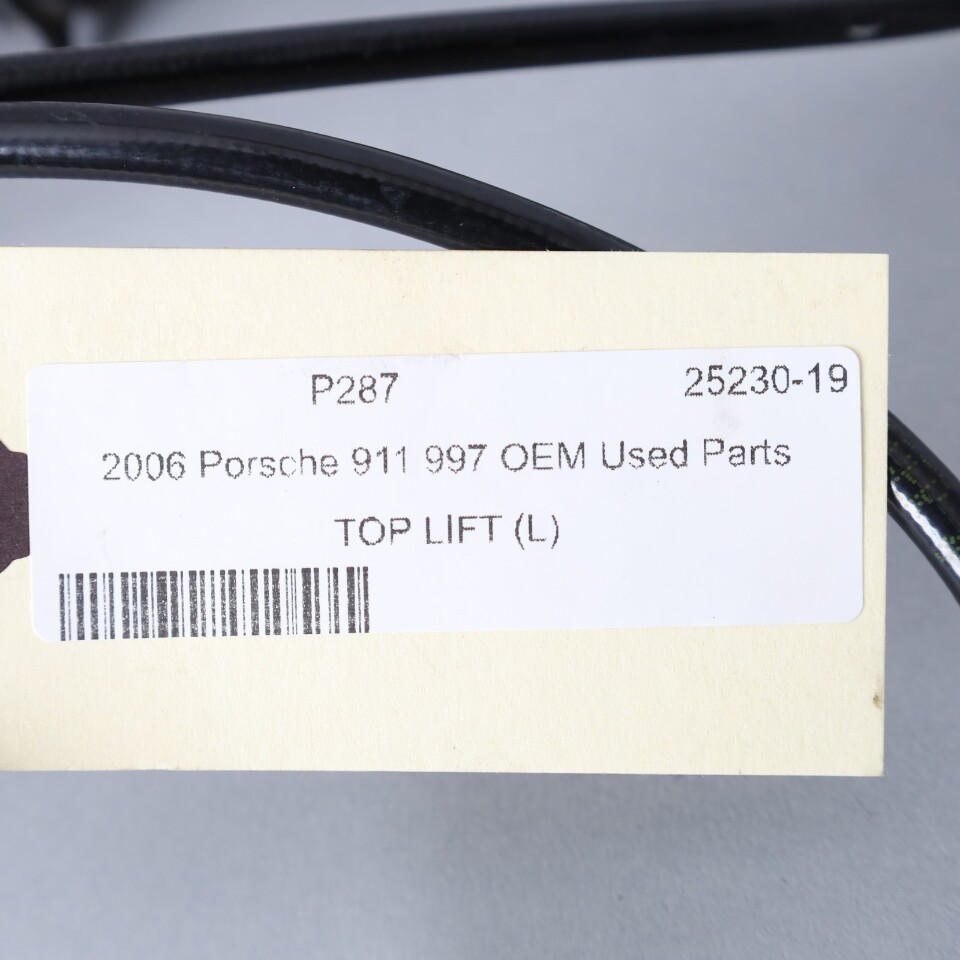 P287 25230-19
2006 Porsche 911 997 OEM Used Parts
TOP LIFT (L)